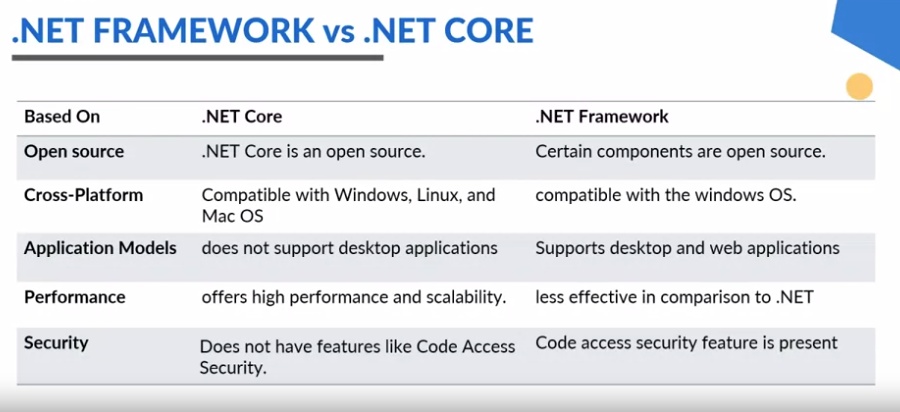 .NET FRAMEWORK vs .NET CORE
Based On .NET Core .NET Framework
Open source .NET Core is an open source. Certain components are open source.
Cross-Platform Compatible with Windows, Linux, and compatible with the windows OS.
Mac OS
Application Models does not support desktop applications Supports desktop and web applications
Performance offers high performance and scalability. less effective in comparison to .NET
Security Does not have features like Code Access Code access security feature is present
Security.